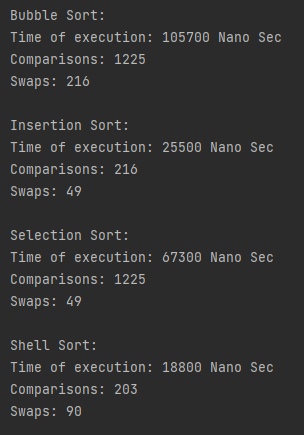 Bubble Sort:
Time of execution: 105700 Nano Sec
Comparisons: 1225
Swaps: 216
Insertion Sort:
Time of execution: 25500 Nano Sec
Comparisons: 216
Swaps: 49
Selection Sort:
Time of execution: 67300 Nano Sec
Comparisons: 1225
Swaps: 49
Shell Sort:
Time of execution: 18800 Nano Sec
Comparisons: 203
Swaps: 90